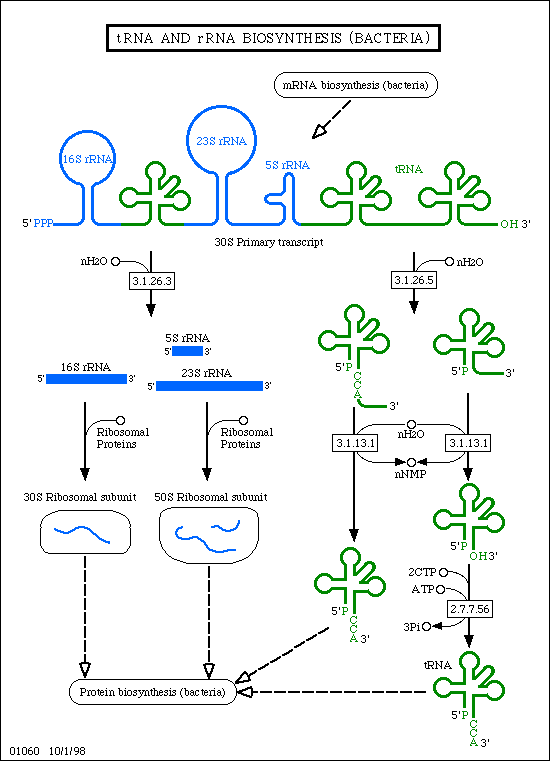 tRNA AND rRNA BIOSYNTHESIS (BACTERIA)
mRNA biosynthesis (bacteria)
16S rRNA
23S rRNA
5S rRNA
tRNA
5' PPP
OH 3'
30S Primary transcript
nH2O
3.1.26.3
3.1.26.5
nH2O
5S rRNA
5' 3'
16S rRNA
5' 3'
23S rRNA
5' 3'
5'P
CCA
3'
5'P
3'
Ribosomal
Proteins
Ribosomal
Proteins
3.1.13.1
nH2O
3.1.13.1
nNMP
30S Ribosomal subunit
50S Ribosomal subunit
5'P
OH3'
2CTP
ATP
2.7.7.56
3Pi
5'P
CCA 3'
tRNA
5'P
CCA 3'
Protein biosynthesis (bacteria)
01060 10/1/98